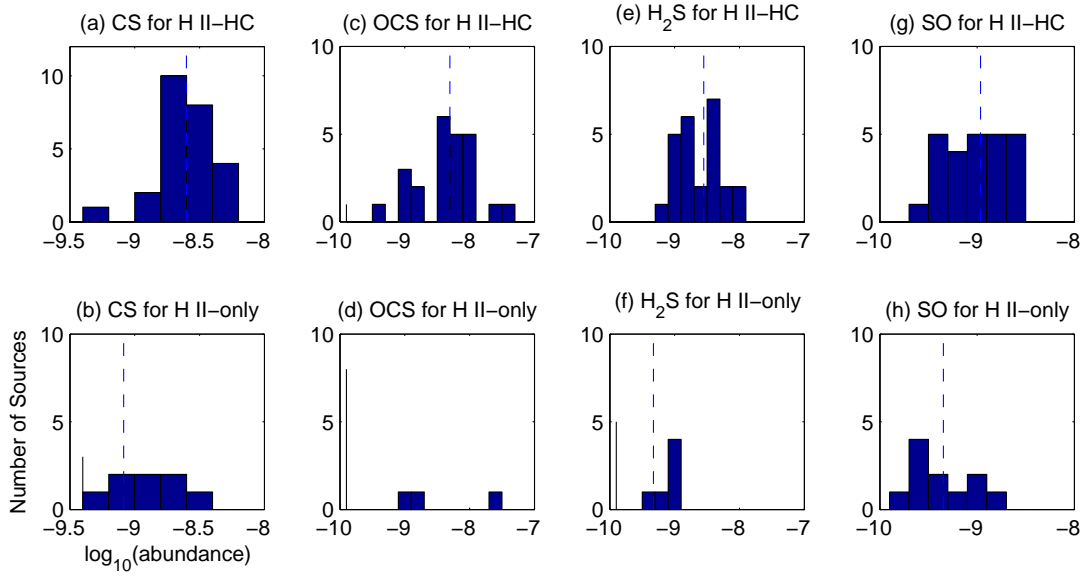 (a) CS for H II−HC
(c) OCS for H II−HC
(e) H₂S for H II−HC
(g) SO for H II−HC
10
5
0
−9.5 −9 −8.5 −8
10
5
0
−10 −9 −8 −7
10
5
0
−10 −9 −8 −7
10
5
0
−10 −9 −8
(b) CS for H II−only
(d) OCS for H II−only
(f) H₂S for H II−only
(h) SO for H II−only
Number of Sources
10
5
0
−9.5 −9 −8.5 −8
log₁₀(abundance)
10
5
0
−10 −9 −8 −7
10
5
0
−10 −9 −8 −7
10
5
0
−10 −9 −8